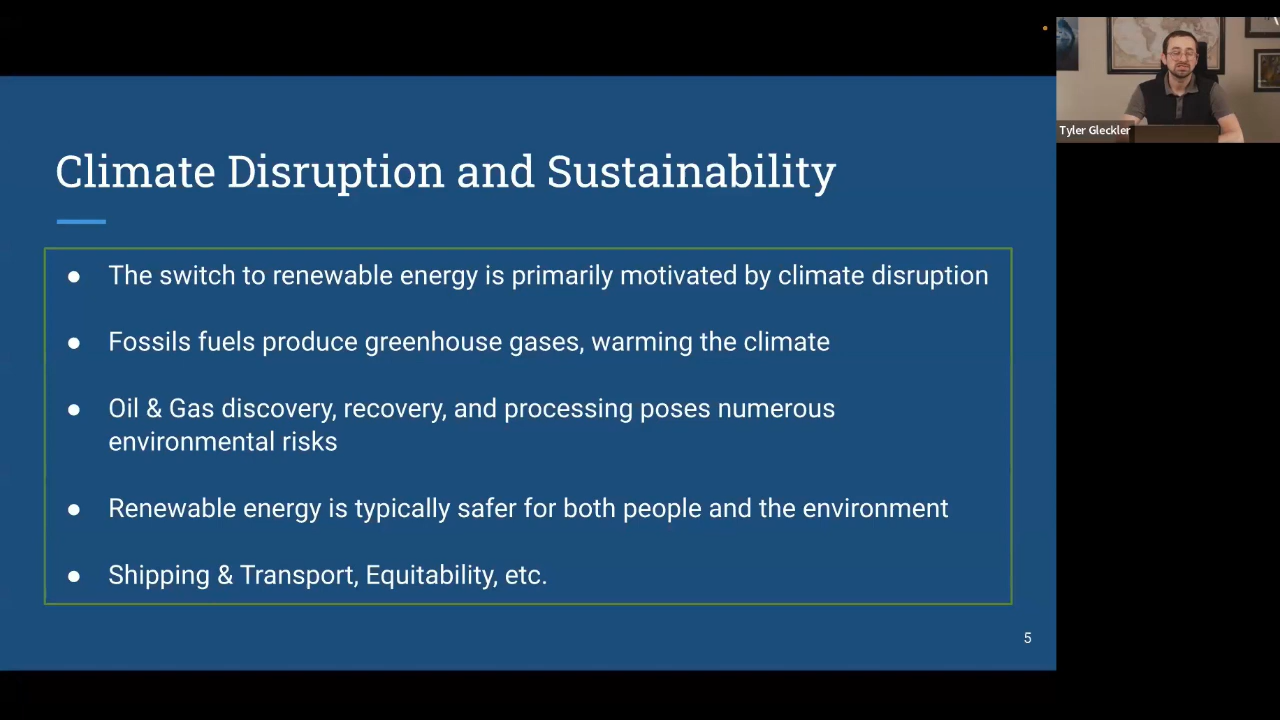 Tyler Gleckler
Climate Disruption and Sustainability
● The switch to renewable energy is primarily motivated by climate disruption
● Fossils fuels produce greenhouse gases, warming the climate
● Oil & Gas discovery, recovery, and processing poses numerous
environmental risks
● Renewable energy is typically safer for both people and the environment
● Shipping & Transport, Equitability, etc.
5